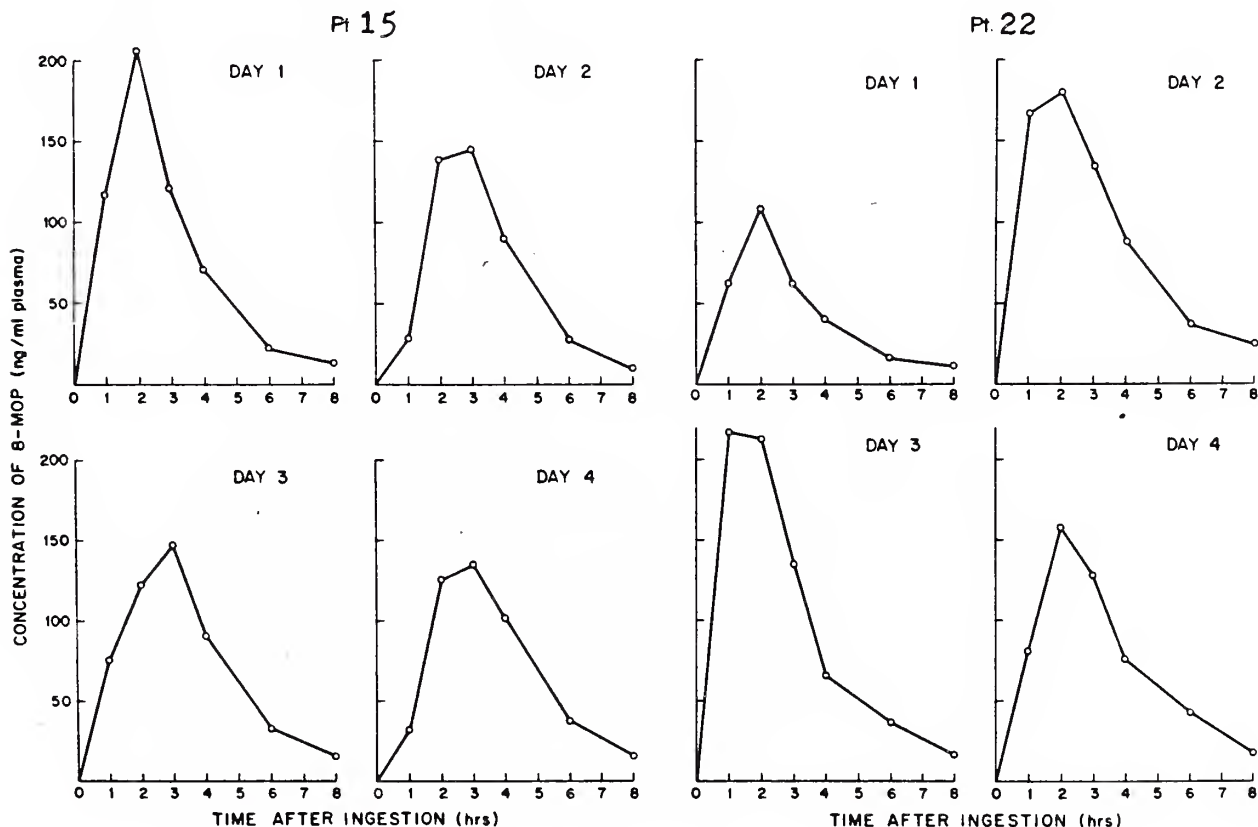 Pt 15
Pt. 22
CONCENTRATION OF 8-MOP (ng/ml plasma)
DAY 1
200
150
100
50
0 1 2 3 4 5 6 7 8
DAY 2
0 1 2 3 4 5 6 7 8
DAY 1
0 1 2 3 4 5 6 7 8
DAY 2
0 1 2 3 4 5 6 7 8
DAY 3
200
150
100
50
0 1 2 3 4 5 6 7 8
DAY 4
0 1 2 3 4 5 6 7 8
DAY 3
0 1 2 3 4 5 6 7 8
DAY 4
0 1 2 3 4 5 6 7 8
TIME AFTER INGESTION (hrs)
TIME AFTER INGESTION (hrs)